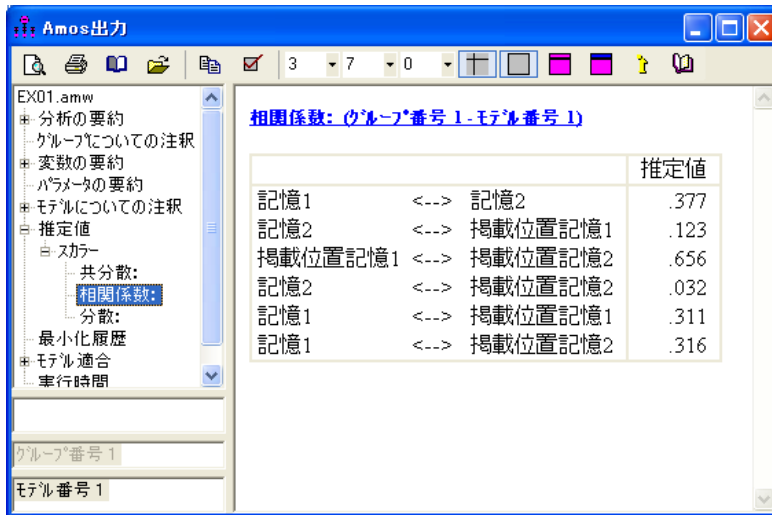 Amos出力
3 7 0
EX01.amw
分析の要約
グループについての注釈
変数の要約
パラメータの要約
モデルについての注釈
推定値
スカラー
共分散:
相関係数:
分散:
最小化履歴
モデル適合
実行時間
グループ番号 1
モデル番号 1
相関係数: (グループ番号 1 - モデル番号 1)
推定値
記憶1 <--> 記憶2 .377
記憶2 <--> 掲載位置記憶1 .123
掲載位置記憶1 <--> 掲載位置記憶2 .656
記憶2 <--> 掲載位置記憶2 .032
記憶1 <--> 掲載位置記憶1 .311
記憶1 <--> 掲載位置記憶2 .316